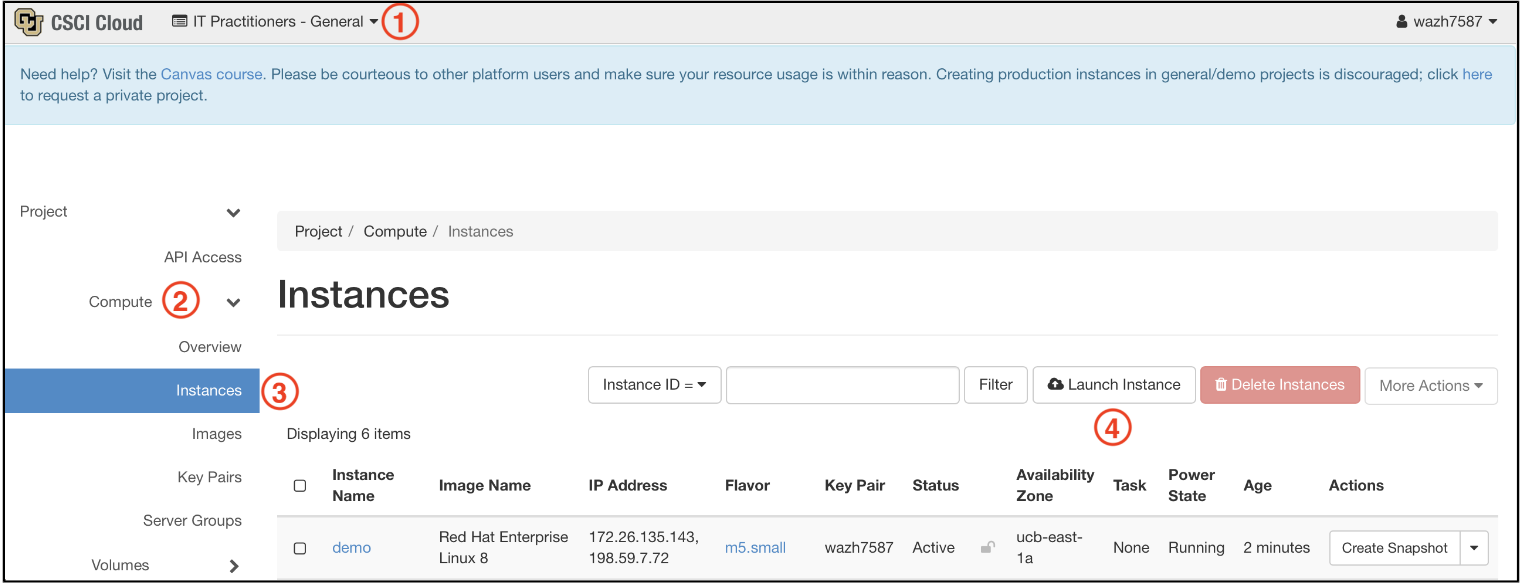 CSCI Cloud IT Practitioners - General 1 wazh7587
Need help? Visit the Canvas course. Please be courteous to other platform users and make sure your resource usage is within reason. Creating production instances in general/demo projects is discouraged; click here
to request a private project.
Project
API Access
Compute 2
Overview
Instances 3
Images
Key Pairs
Server Groups
Volumes
Project / Compute / Instances
Instances
Instance ID = Filter Launch Instance Delete Instances More Actions
4
Displaying 6 items
Instance Name Image Name IP Address Flavor Key Pair Status Availability Zone Task Power State Age Actions
demo Red Hat Enterprise Linux 8 172.26.135.143, 198.59.7.72 m5.small wazh7587 Active ucb-east-1a None Running 2 minutes Create Snapshot